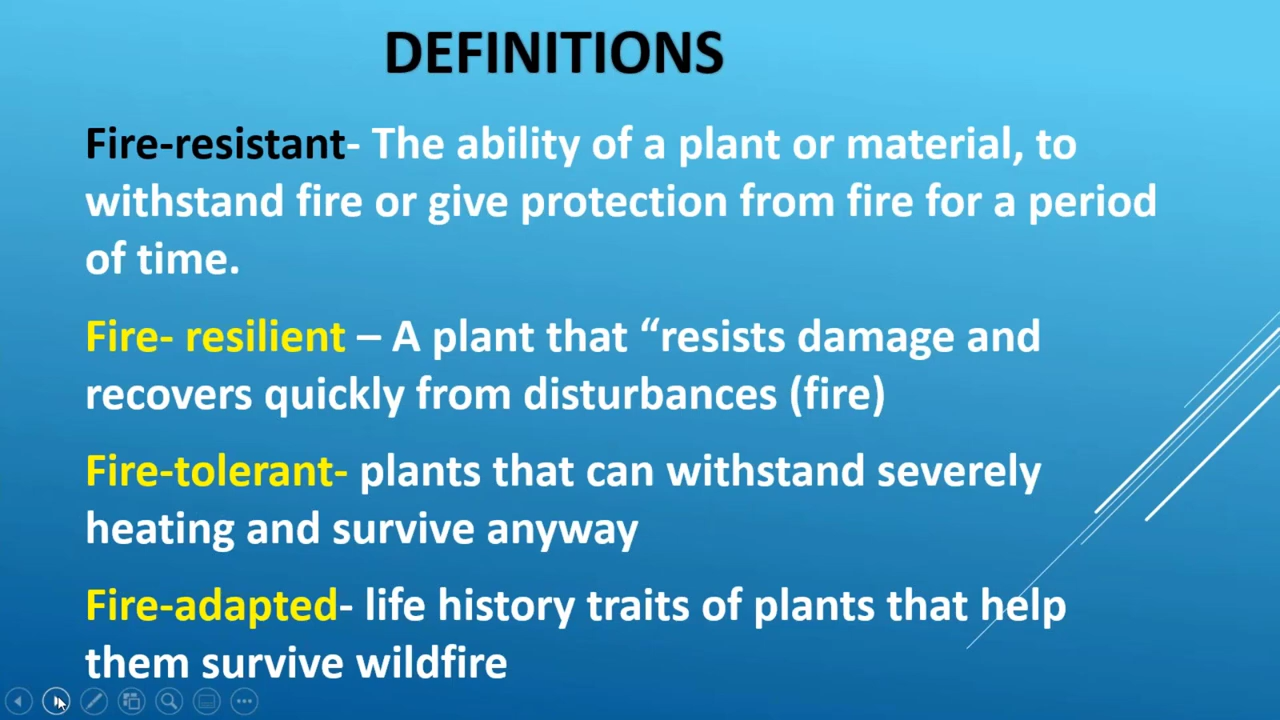 DEFINITIONS
Fire-resistant- The ability of a plant or material, to
withstand fire or give protection from fire for a period
of time.
Fire- resilient – A plant that “resists damage and
recovers quickly from disturbances (fire)
Fire-tolerant- plants that can withstand severely
heating and survive anyway
Fire-adapted- life history traits of plants that help
them survive wildfire